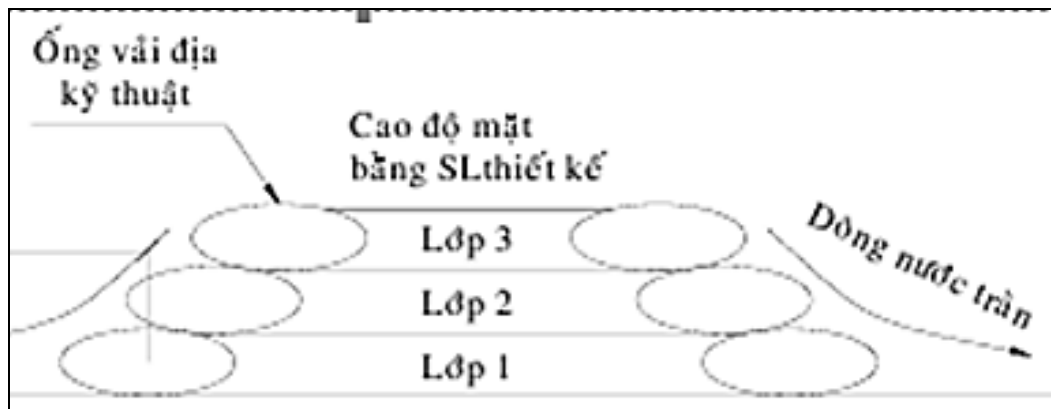 Ống vải địa
kỹ thuật
Cao độ mặt
bằng SLthiết kế
Lớp 3
Dòng nước tràn
Lớp 2
Lớp 1